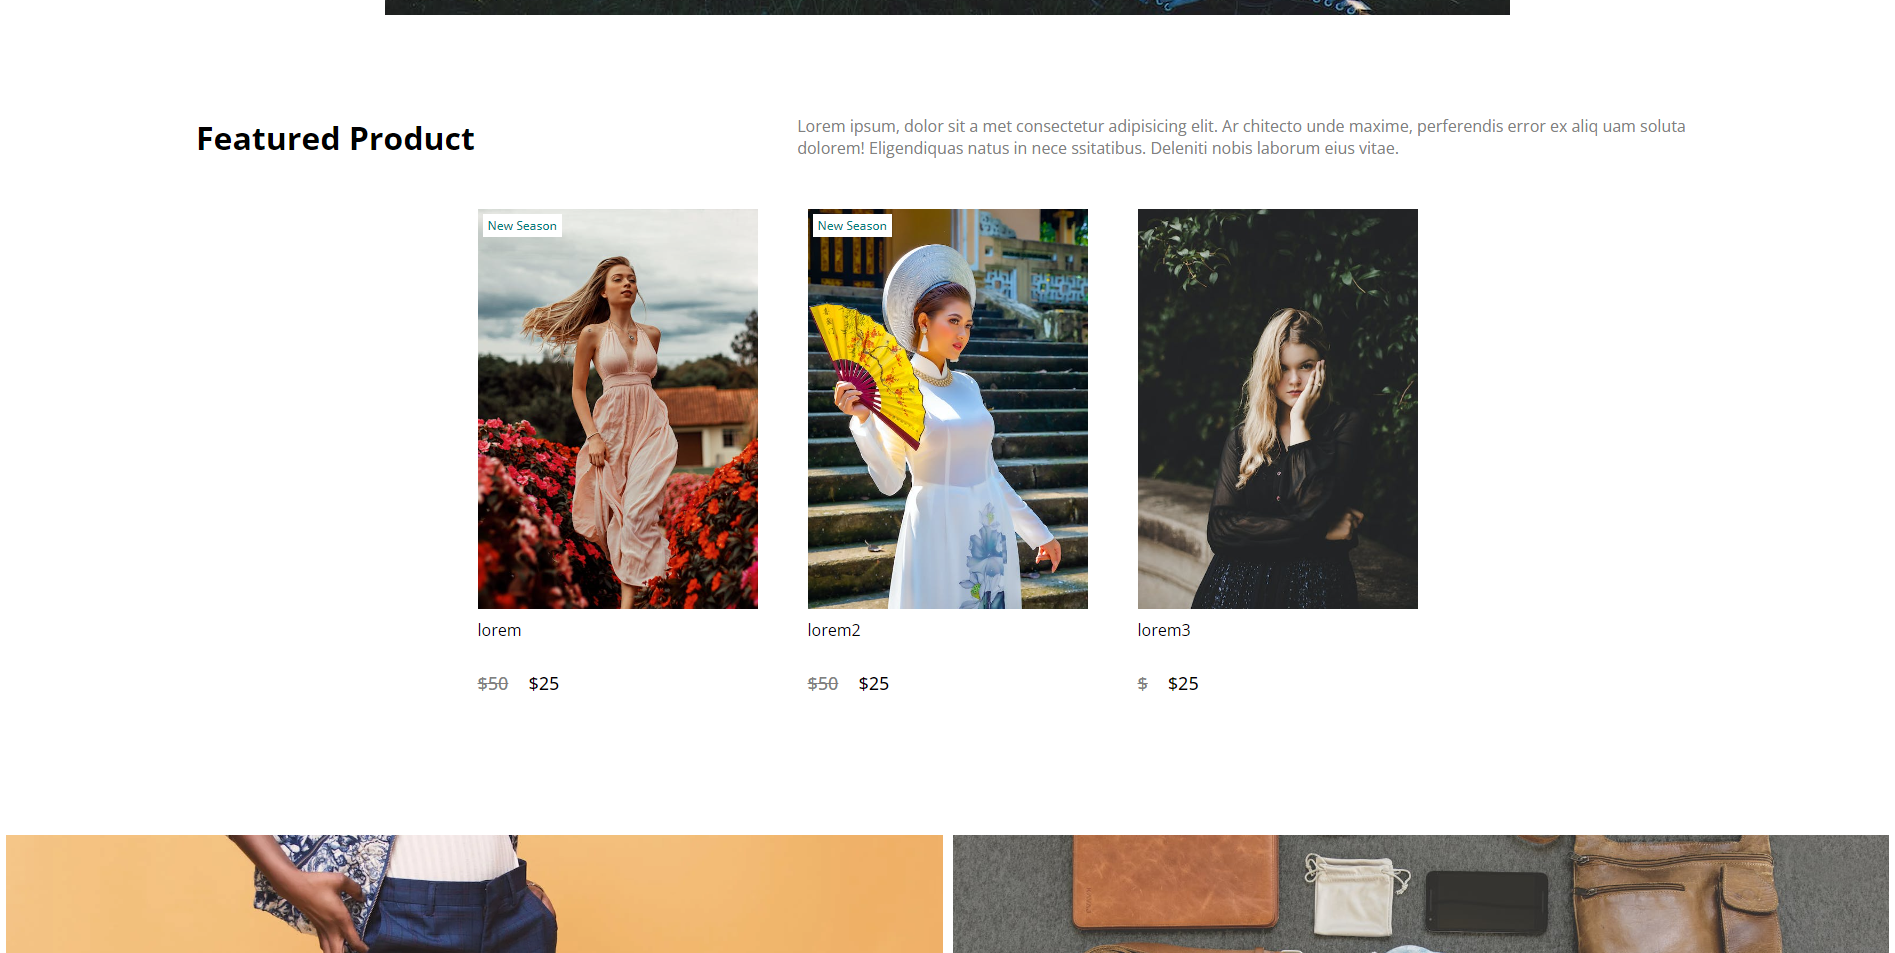 Featured Product
Lorem ipsum, dolor sit a met consectetur adipisicing elit. Ar chitecto unde maxime, perferendis error ex aliq uam soluta
dolorem! Eligendiquas natus in nece ssitatibus. Deleniti nobis laborum eius vitae.
New Season
New Season
lorem
lorem2
lorem3
$50 $25
$50 $25
$ $25